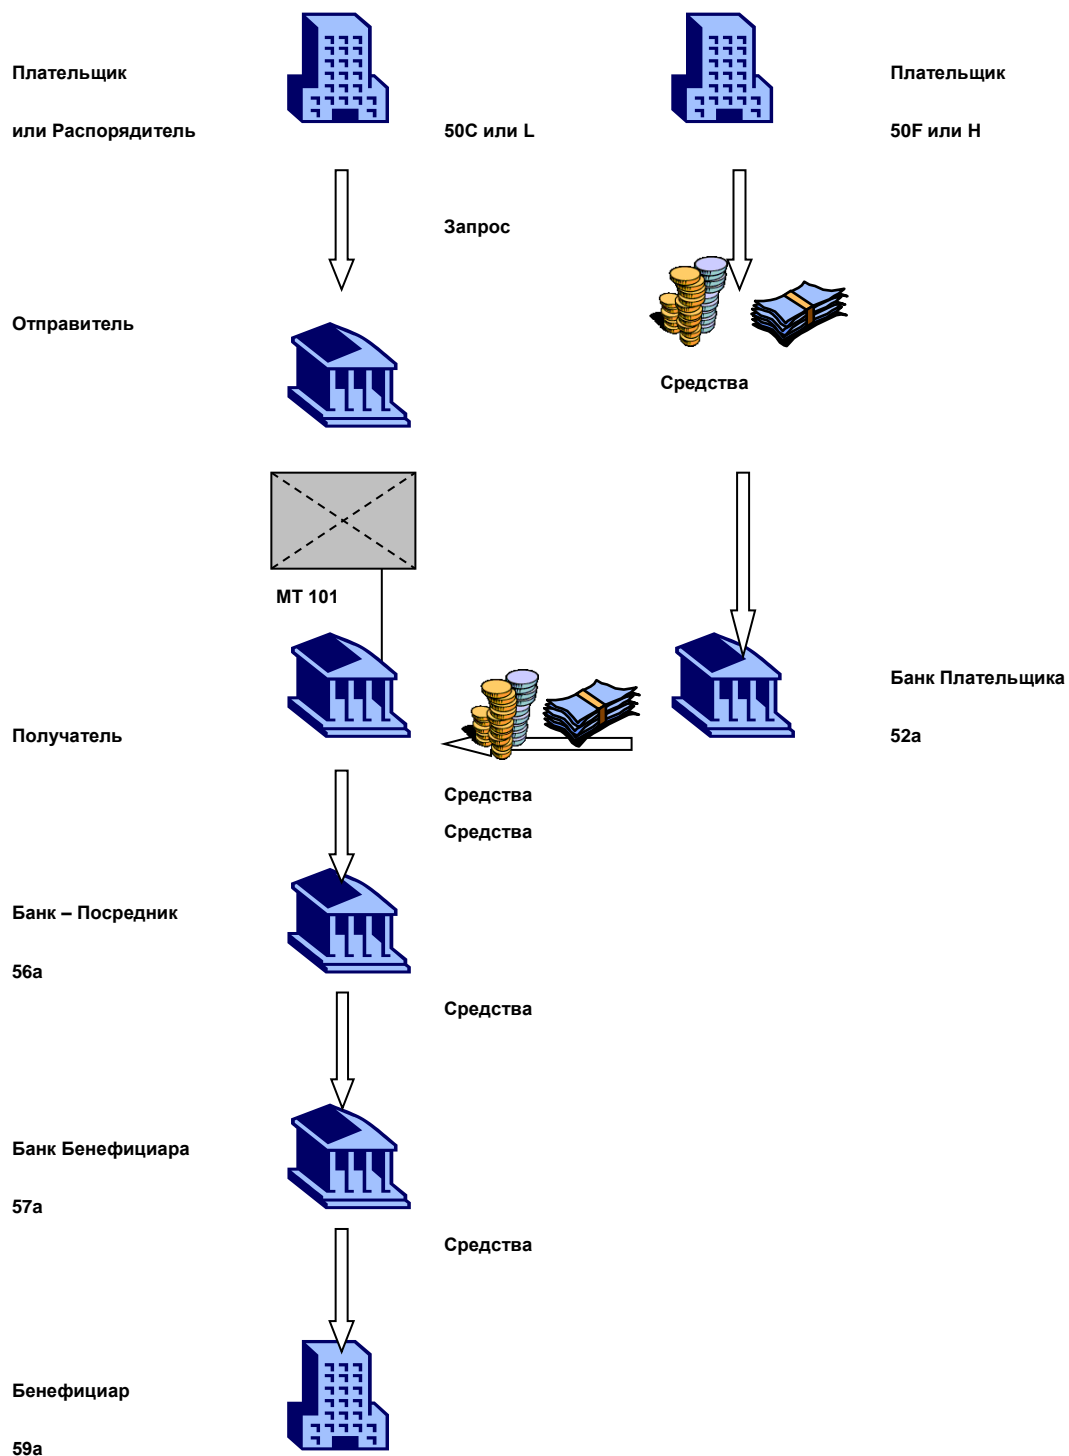 Плательщик
Плательщик
или Распорядитель
50C или L
50F или H
Запрос
Отправитель
Средства
MT 101
Банк Плательщика
Получатель
52a
Средства
Средства
Банк – Посредник
56a
Средства
Банк Бенефициара
57a
Средства
Бенефициар
59a